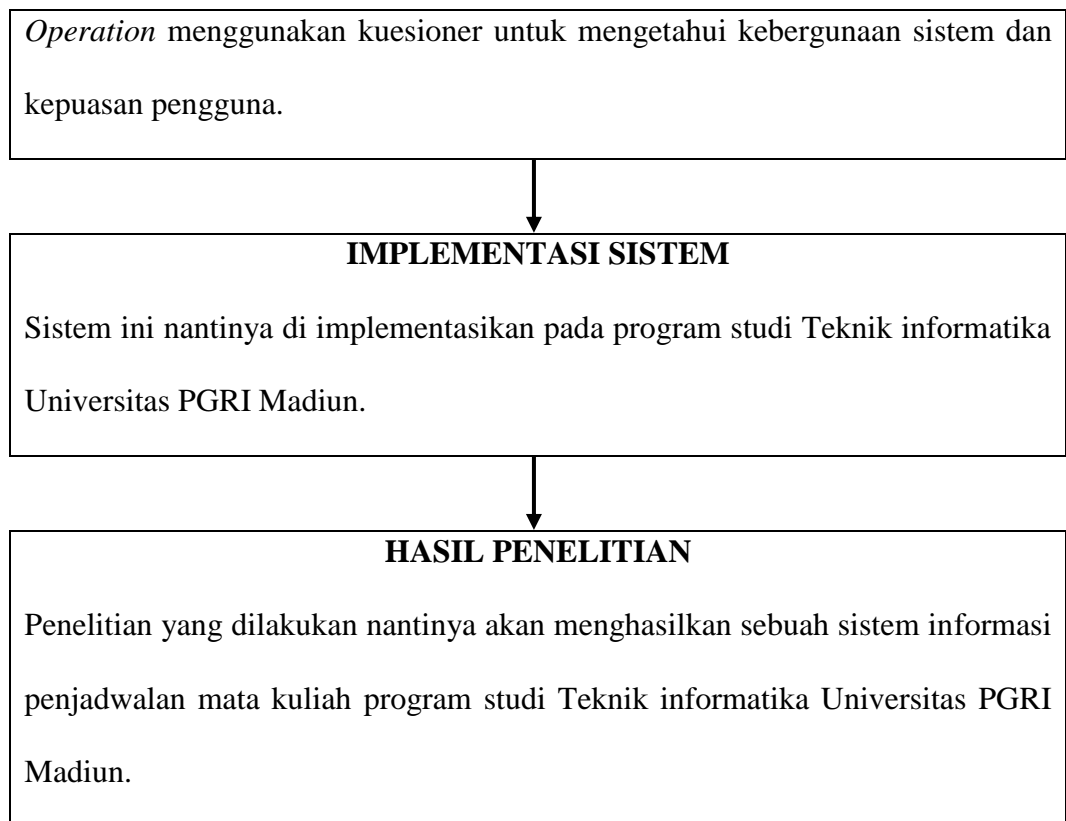 Operation menggunakan kuesioner untuk mengetahui kebergunaan sistem dan
kepuasan pengguna.
IMPLEMENTASI SISTEM
Sistem ini nantinya di implementasikan pada program studi Teknik informatika
Universitas PGRI Madiun.
HASIL PENELITIAN
Penelitian yang dilakukan nantinya akan menghasilkan sebuah sistem informasi
penjadwalan mata kuliah program studi Teknik informatika Universitas PGRI
Madiun.